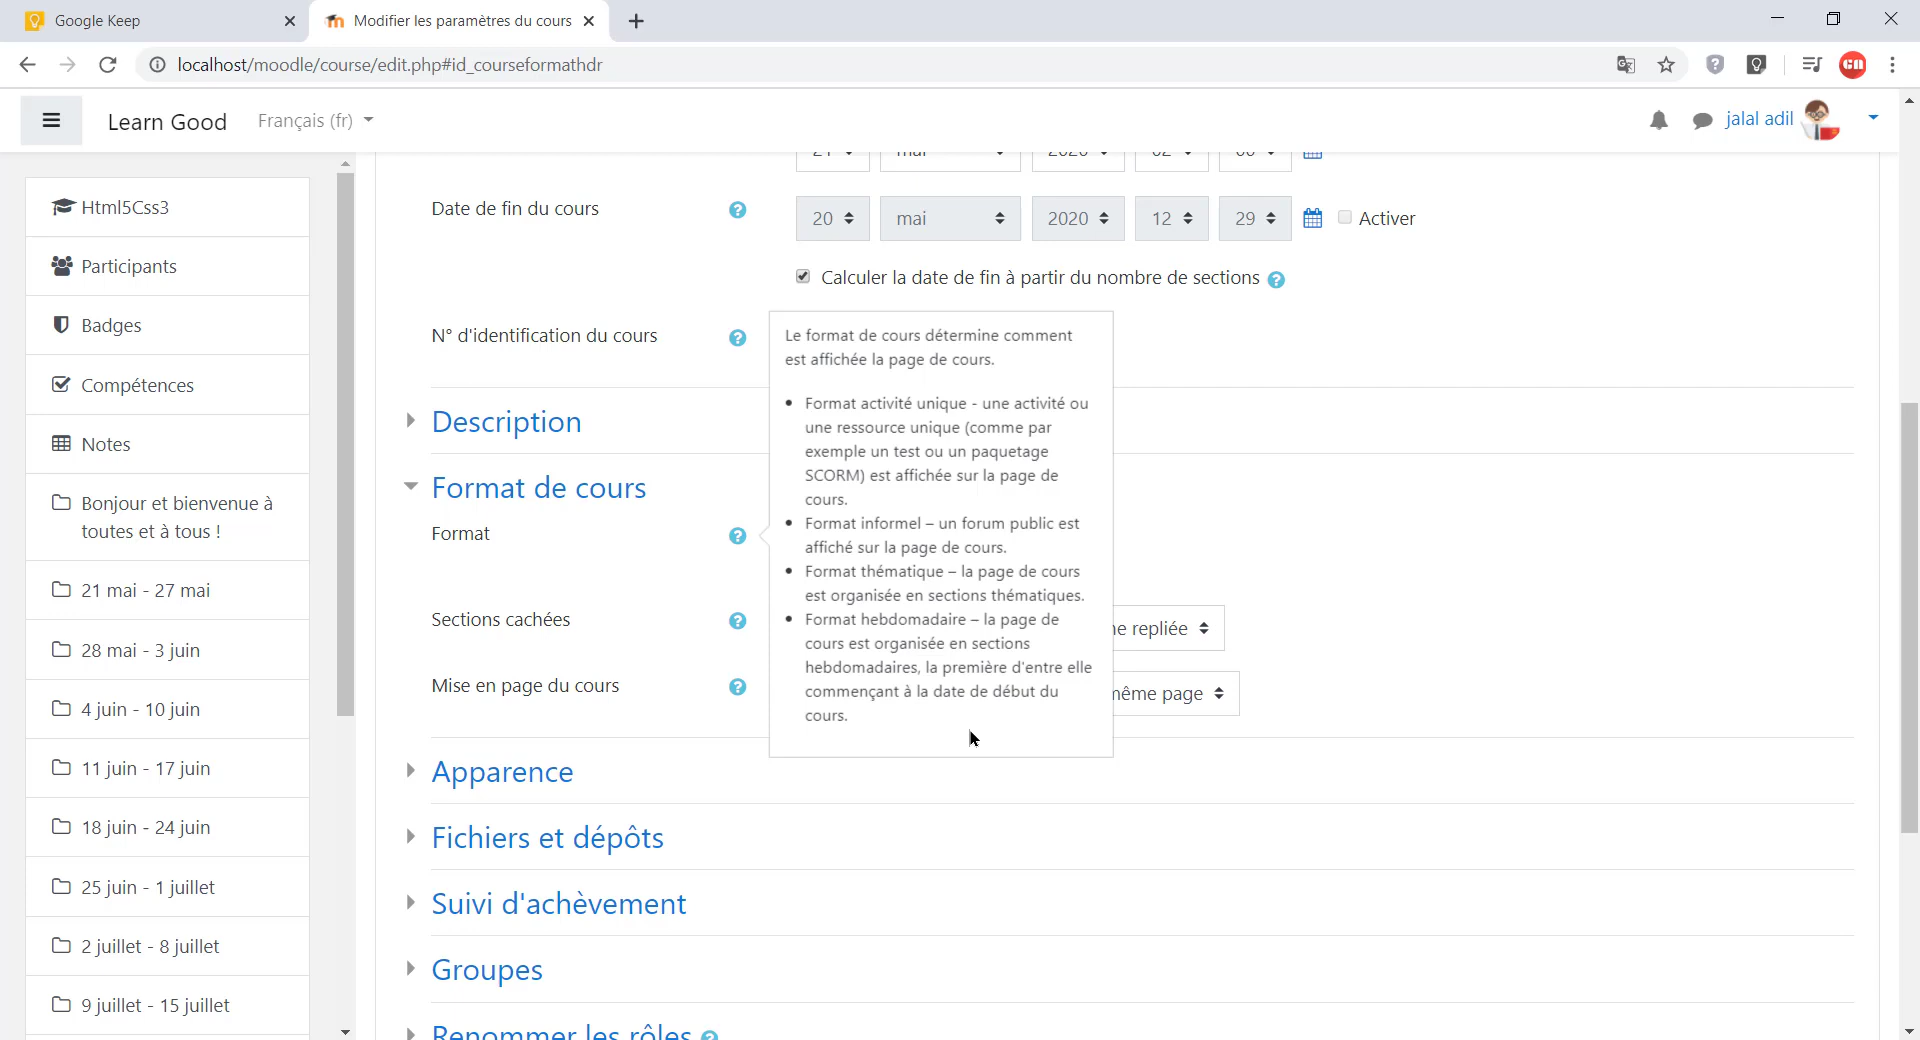 Google Keep
Modifier les paramètres du cours
localhost/moodle/course/edit.php#id_courseformathdr
Learn Good
Français (fr)
jalal adil
Html5Css3
Participants
Badges
Compétences
Notes
Bonjour et bienvenue à
toutes et à tous !
21 mai - 27 mai
28 mai - 3 juin
4 juin - 10 juin
11 juin - 17 juin
18 juin - 24 juin
25 juin - 1 juillet
2 juillet - 8 juillet
9 juillet - 15 juillet
Date de fin du cours
20 mai 2020 12 29 Activer
Calculer la date de fin à partir du nombre de sections
N° d'identification du cours
Description
Format de cours
Format
Le format de cours détermine comment
est affichée la page de cours.
• Format activité unique - une activité ou
une ressource unique (comme par
exemple un test ou un paquetage
SCORM) est affichée sur la page de
cours.
• Format informel – un forum public est
affiché sur la page de cours.
• Format thématique – la page de cours
est organisée en sections thématiques.
• Format hebdomadaire – la page de
cours est organisée en sections
hebdomadaires, la première d'entre elle
commençant à la date de début du
cours.
Sections cachées
repliée
Mise en page du cours
même page
Apparence
Fichiers et dépôts
Suivi d'achèvement
Groupes
Renommer les rôles